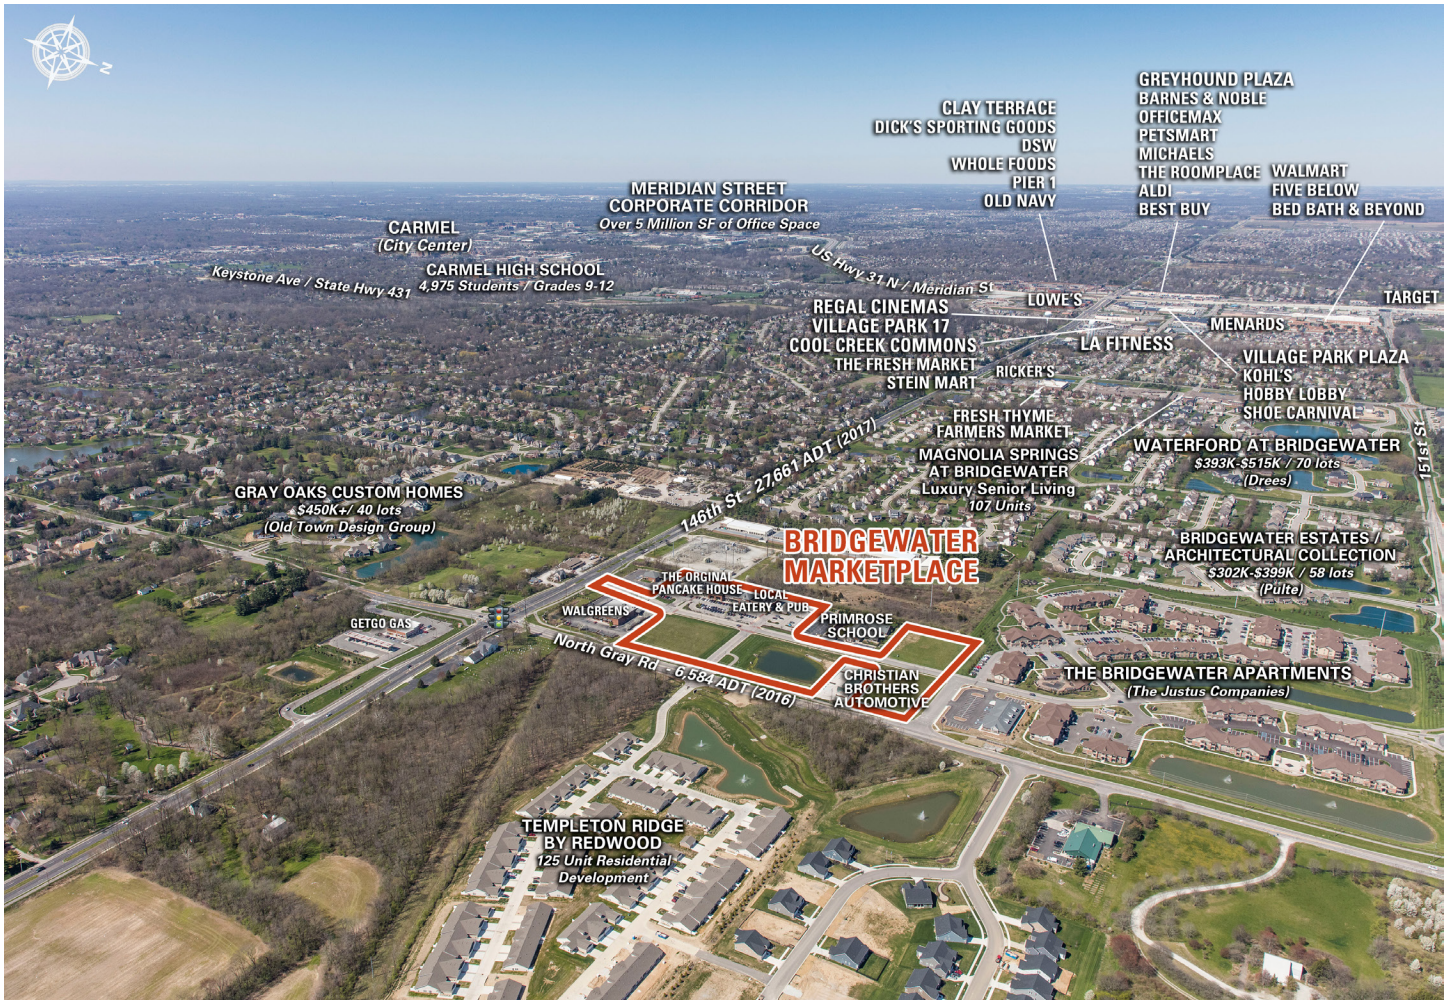 N
GREYHOUND PLAZA
BARNES & NOBLE
OFFICEMAX
PETSMART
MICHAELS
THE ROOMPLACE
ALDI
BEST BUY
CLAY TERRACE
DICK'S SPORTING GOODS
DSW
WHOLE FOODS
PIER 1
OLD NAVY
WALMART
FIVE BELOW
BED BATH & BEYOND
MERIDIAN STREET
CORPORATE CORRIDOR
Over 5 Million SF of Office Space
CARMEL
(City Center)
CARMEL HIGH SCHOOL
4,975 Students / Grades 9-12
Keystone Ave / State Hwy 431
US Hwy 31 N / Meridian St
LOWE'S
TARGET
REGAL CINEMAS
VILLAGE PARK 17
COOL CREEK COMMONS
THE FRESH MARKET
STEIN MART
MENARDS
LA FITNESS
RICKER'S
VILLAGE PARK PLAZA
KOHL'S
HOBBY LOBBY
SHOE CARNIVAL
FRESH THYME
FARMERS MARKET
146th St - 27,661 ADT (2017)
151st St
MAGNOLIA SPRINGS
AT BRIDGEWATER
Luxury Senior Living
107 Units
WATERFORD AT BRIDGEWATER
$393K-$515K / 70 lots
(Drees)
GRAY OAKS CUSTOM HOMES
$450K+/ 40 lots
(Old Town Design Group)
BRIDGEWATER
MARKETPLACE
BRIDGEWATER ESTATES /
ARCHITECTURAL COLLECTION
$302K-$399K / 58 lots
(Pulte)
THE ORGINAL
PANCAKE HOUSE
LOCAL
EATERY & PUB
WALGREENS
PRIMROSE
SCHOOL
GETGO GAS
North Gray Rd - 6,584 ADT (2016)
CHRISTIAN
BROTHERS
AUTOMOTIVE
THE BRIDGEWATER APARTMENTS
(The Justus Companies)
TEMPLETON RIDGE
BY REDWOOD
125 Unit Residential
Development